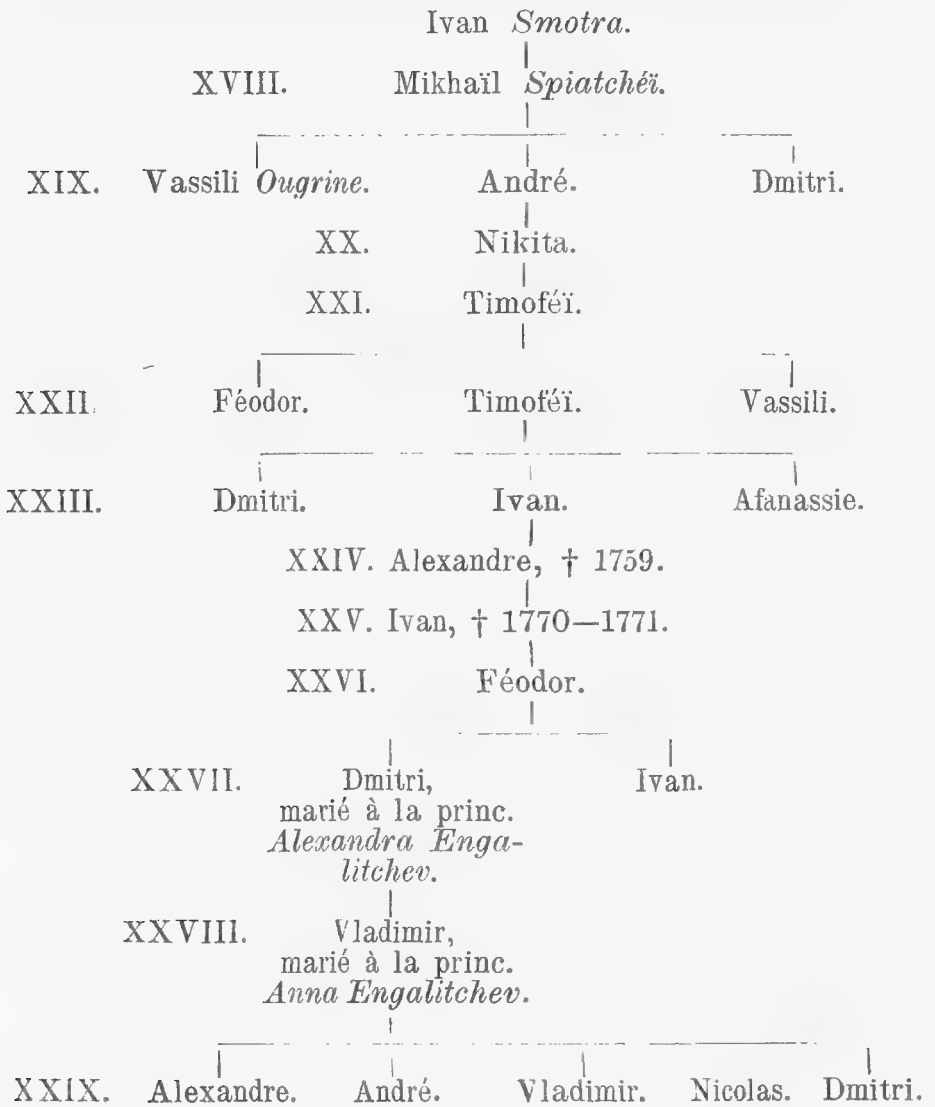 Ivan Smotra.
XVIII. Mikhaïl Spiatchéï.
XIX. Vassili Ougrine. André. Dmitri.
XX. Nikita.
XXI. Timoféï.
XXII. Féodor. Timoféï. Vassili.
XXIII. Dmitri. Ivan. Afanassie.
XXIV. Alexandre, † 1759.
XXV. Ivan, † 1770—1771.
XXVI. Féodor.
XXVII. Dmitri, Ivan.
marié à la princ.
Alexandra Enga-
litchev.
XXVIII. Vladimir,
marié à la princ.
Anna Engalitchev.
XXIX. Alexandre. André. Vladimir. Nicolas. Dmitri.